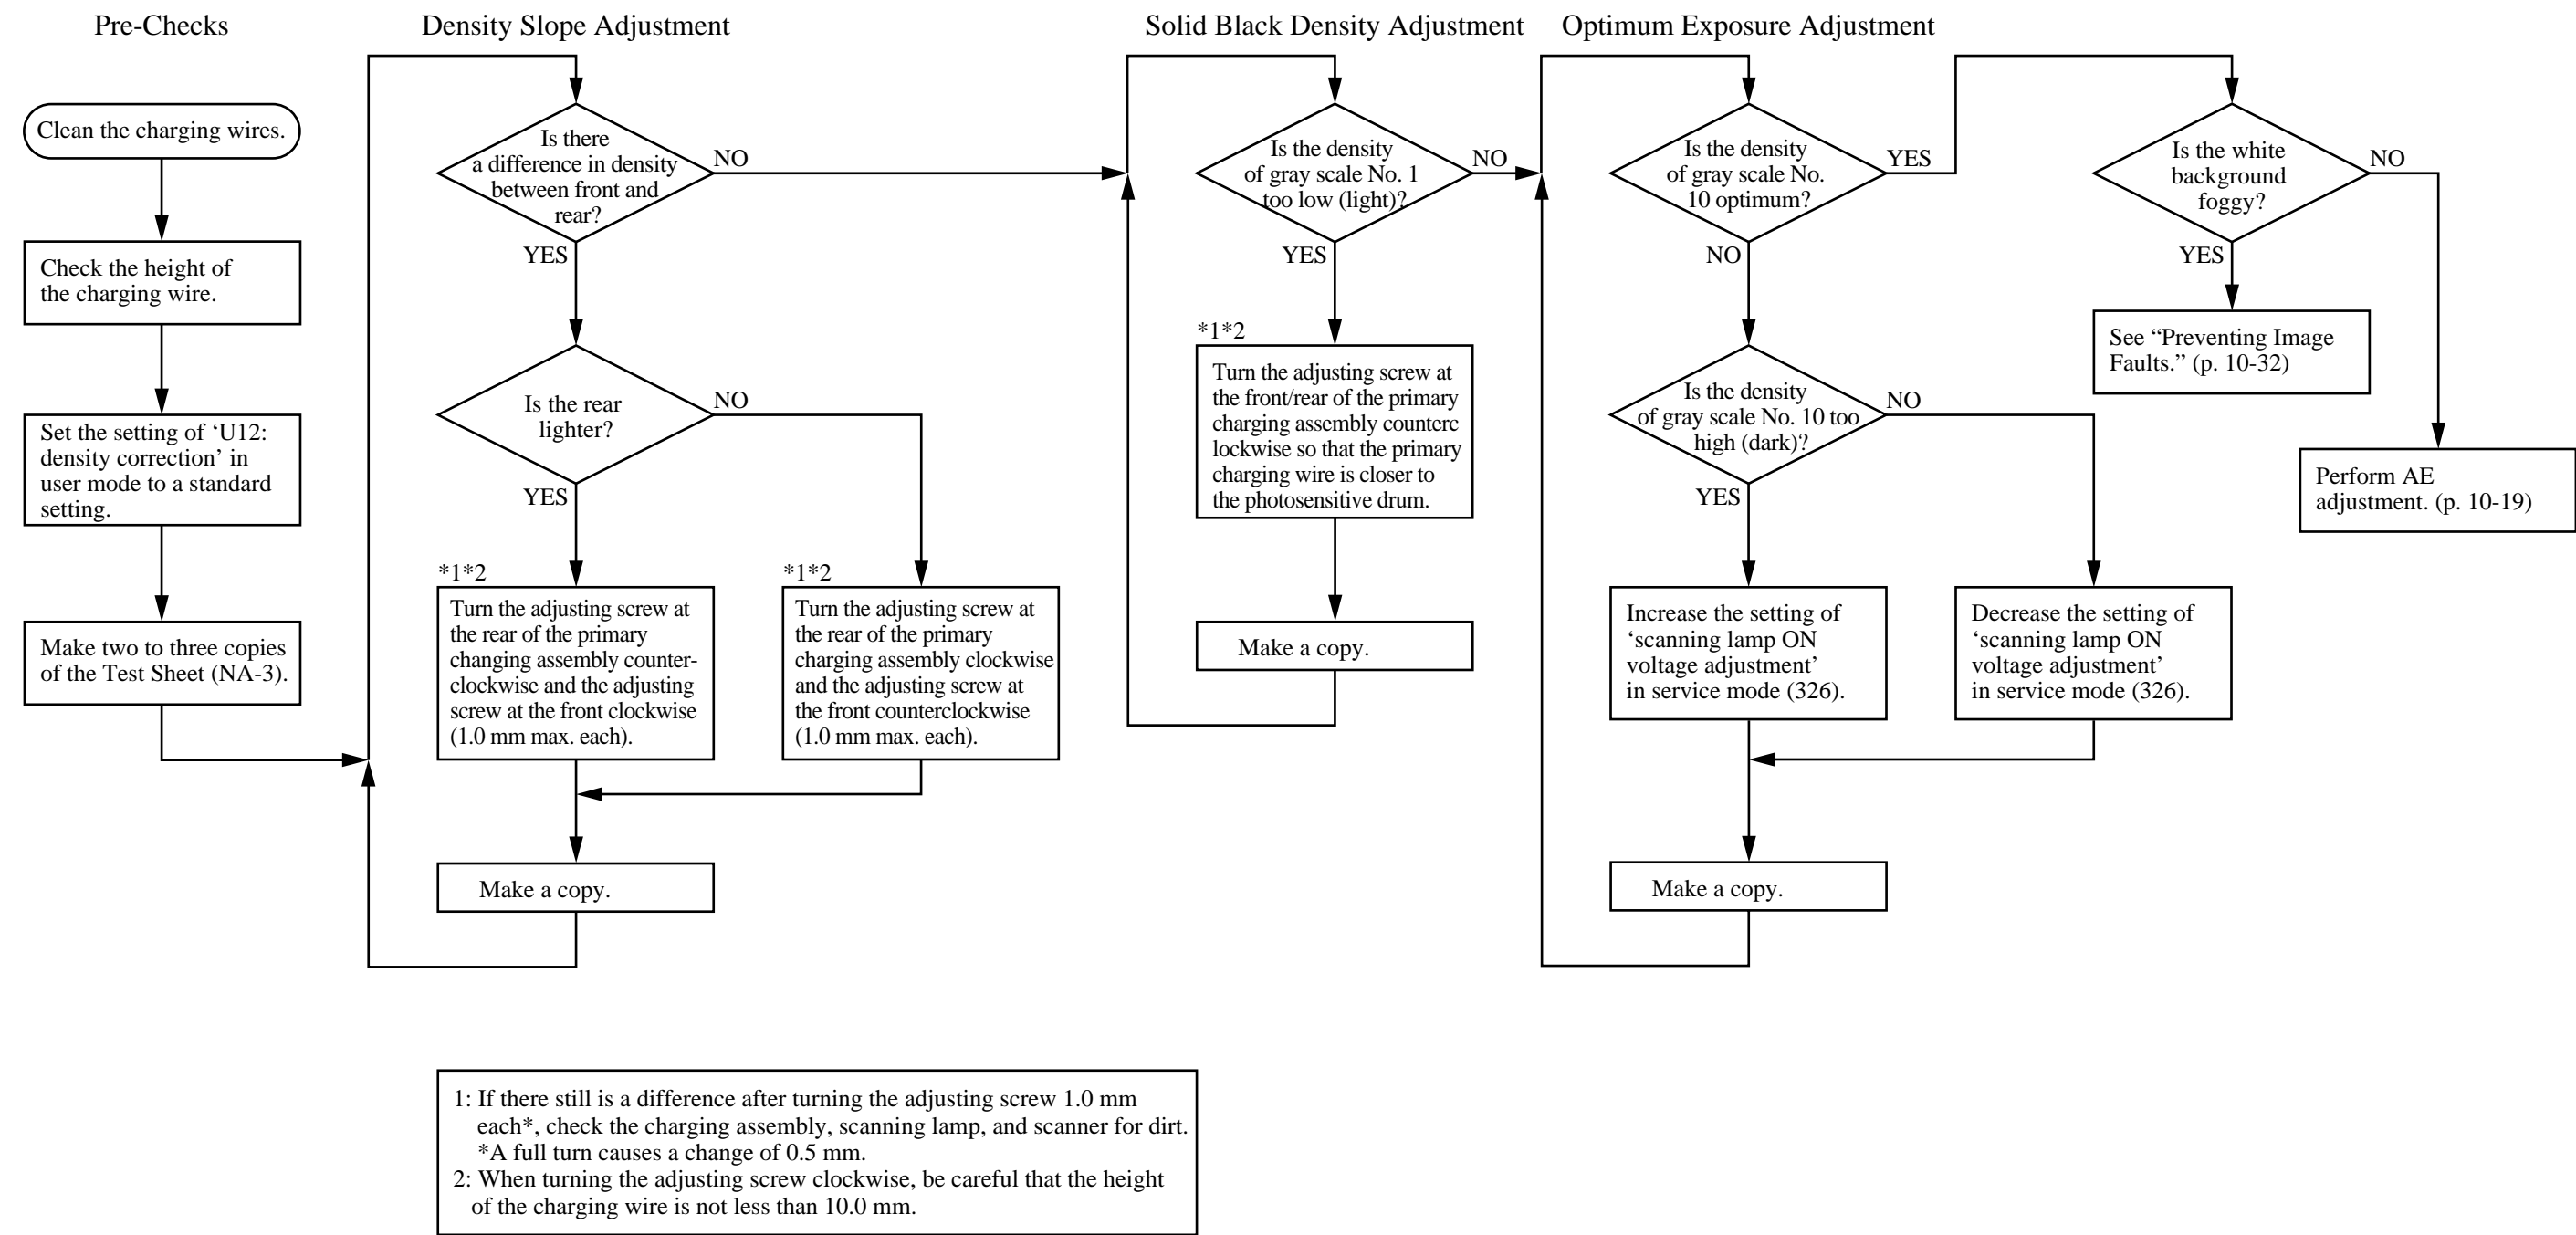 Pre-Checks
Clean the charging wires.
Check the height of
the charging wire.
Set the setting of ‘U12:
density correction’ in
user mode to a standard
setting.
Make two to three copies
of the Test Sheet (NA-3).
Density Slope Adjustment
Is there
a difference in density
between front and
rear?
NO
YES
Is the rear
lighter?
NO
YES
*1*2
Turn the adjusting screw at
the rear of the primary
changing assembly counter-
clockwise and the adjusting
screw at the front clockwise
(1.0 mm max. each).
*1*2
Turn the adjusting screw at
the rear of the primary
charging assembly clockwise
and the adjusting screw at
the front counterclockwise
(1.0 mm max. each).
Make a copy.
Solid Black Density Adjustment
Is the density
of gray scale No. 1
too low (light)?
NO
YES
*1*2
Turn the adjusting screw at
the front/rear of the primary
charging assembly counterc
lockwise so that the primary
charging wire is closer to
the photosensitive drum.
Make a copy.
Optimum Exposure Adjustment
Is the density
of gray scale No.
10 optimum?
YES
NO
Is the density
of gray scale No. 10 too
high (dark)?
NO
YES
Increase the setting of
‘scanning lamp ON
voltage adjustment’
in service mode (326).
Decrease the setting of
‘scanning lamp ON
voltage adjustment’
in service mode (326).
Make a copy.
Is the white
background
foggy?
NO
YES
See “Preventing Image
Faults.” (p. 10-32)
Perform AE
adjustment. (p. 10-19)
1: If there still is a difference after turning the adjusting screw 1.0 mm
each*, check the charging assembly, scanning lamp, and scanner for dirt.
*A full turn causes a change of 0.5 mm.
2: When turning the adjusting screw clockwise, be careful that the height
of the charging wire is not less than 10.0 mm.